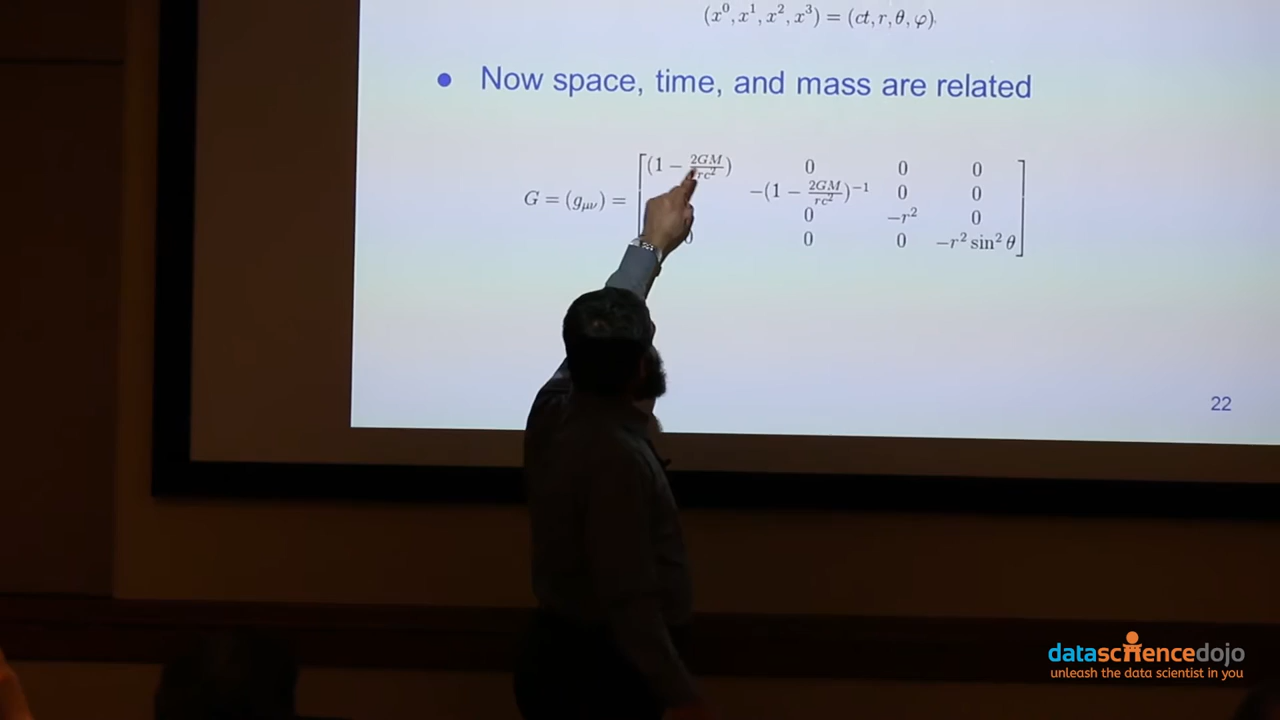 (x⁰, x¹, x², x³) = (ct, r, θ, φ).
● Now space, time, and mass are related
G = (g_μν) = [ (1 − 2GM/rc²) 0 0 0
−(1 − 2GM/rc²)⁻¹ 0 0
0 −r² 0
0 0 0 −r² sin² θ ]
22
datasciencedojo
unleash the data scientist in you